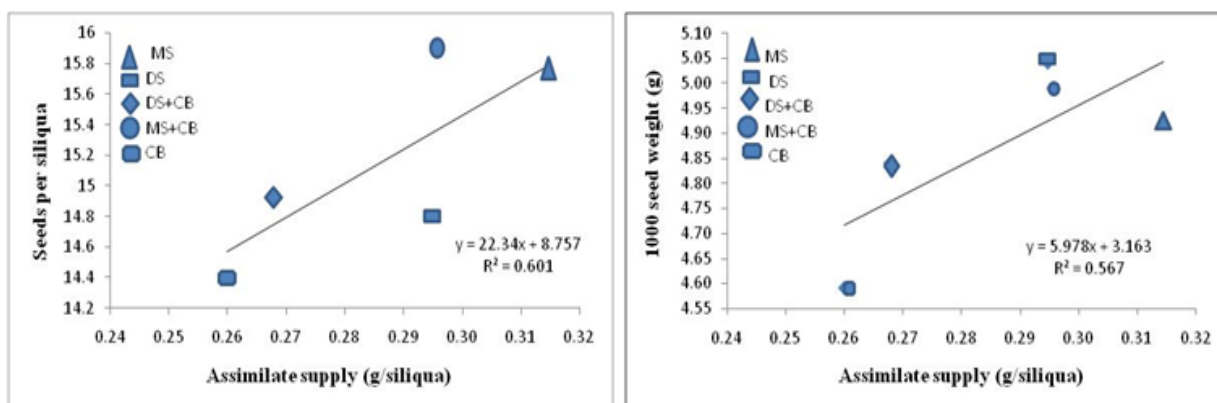 16
15.8
15.6
15.4
15.2
15
14.8
14.6
14.4
14.2
Seeds per siliqua
MS
DS
DS+CB
MS+CB
CB
y = 22.34x + 8.757
R² = 0.601
0.24 0.25 0.26 0.27 0.28 0.29 0.30 0.31 0.32
Assimilate supply (g/siliqua)
5.10
5.05
5.00
4.95
4.90
4.85
4.80
4.75
4.70
4.65
4.60
4.55
1000 seed weight (g)
MS
DS
DS+CB
MS+CB
CB
y = 5.978x + 3.163
R² = 0.567
0.24 0.25 0.26 0.27 0.28 0.29 0.30 0.31 0.32
Assimilate supply (g/siliqua)